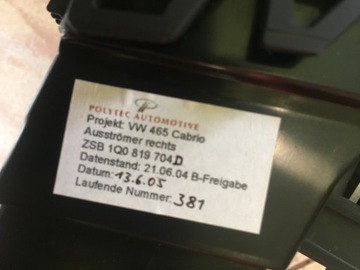 POLYTEC AUTOMOTIVE
Projekt: VW 465 Cabrio
Ausströmer rechts
ZSB 1Q0 819 704 D
Datenstand: 21.06.04 B-Freigabe
Datum: 13.6.05
Laufende Nummer: 381